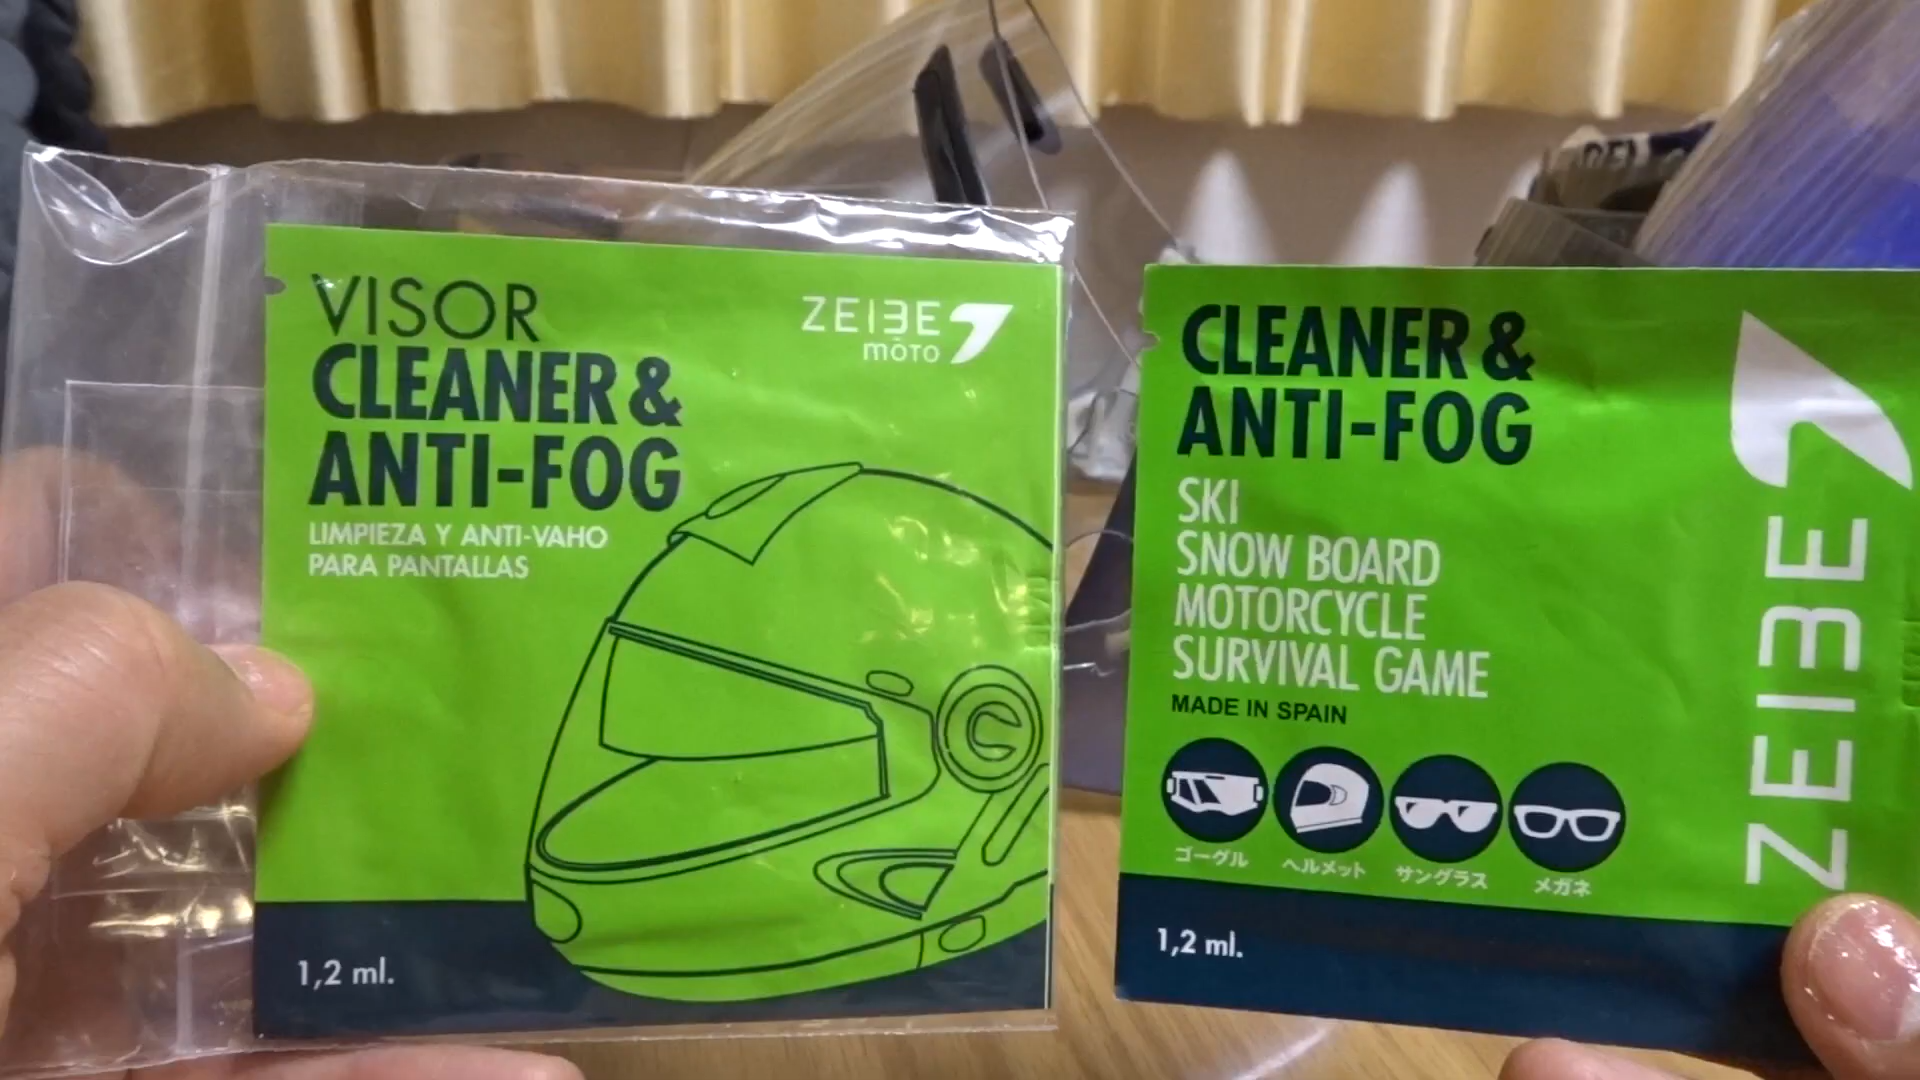 VISOR
CLEANER &
ANTI-FOG
LIMPIEZA Y ANTI-VAHO
PARA PANTALLAS
ZEIBE
mōto
1,2 ml.
CLEANER &
ANTI-FOG
SKI
SNOW BOARD
MOTORCYCLE
SURVIVAL GAME
MADE IN SPAIN
ゴーグル
ヘルメット
サングラス
メガネ
1,2 ml.
ZEIBE